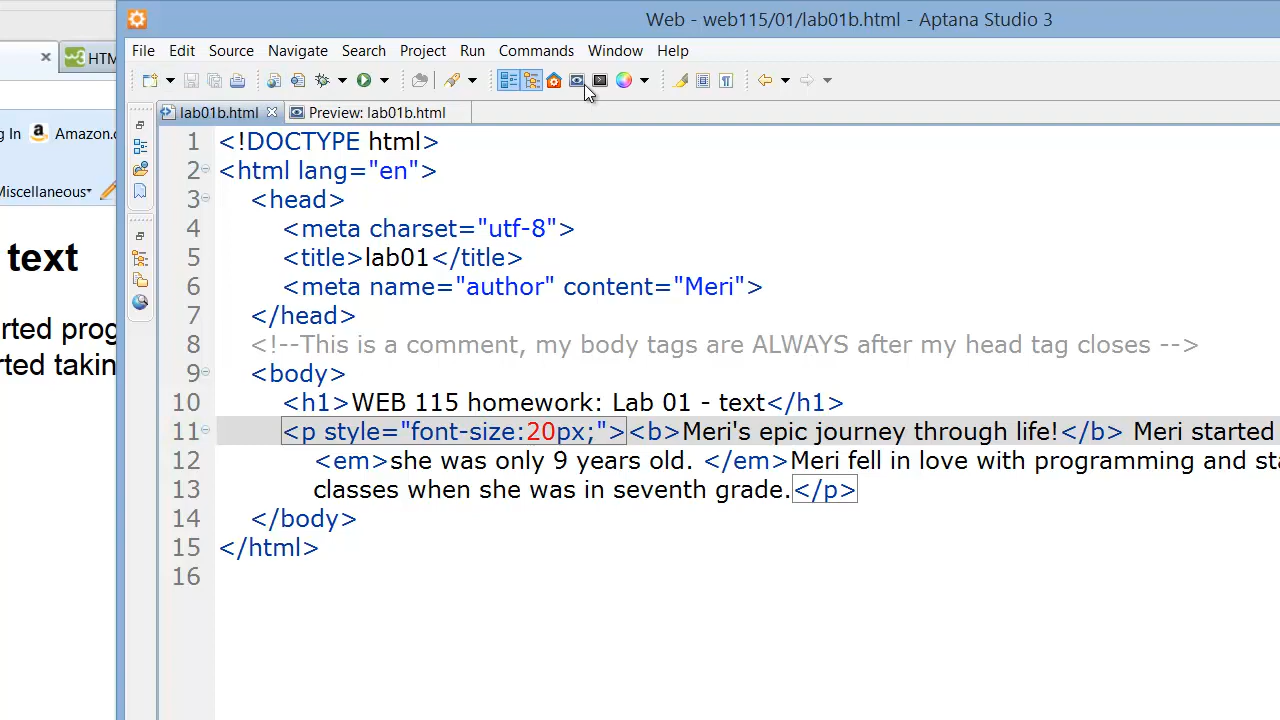 Web - web115/01/lab01b.html - Aptana Studio 3
File Edit Source Navigate Search Project Run Commands Window Help
HTM
lab01b.html Preview: lab01b.html
ng In Amazon.c
Miscellaneous
text
rted prog
rted takin
1 <!DOCTYPE html>
2 <html lang="en">
3 <head>
4 <meta charset="utf-8">
5 <title>lab01</title>
6 <meta name="author" content="Meri">
7 </head>
8 <!--This is a comment, my body tags are ALWAYS after my head tag closes -->
9 <body>
10 <h1>WEB 115 homework: Lab 01 - text</h1>
11 <p style="font-size:20px;"><b>Meri's epic journey through life!</b> Meri started
12 <em>she was only 9 years old. </em>Meri fell in love with programming and sta
13 classes when she was in seventh grade.</p>
14 </body>
15 </html>
16